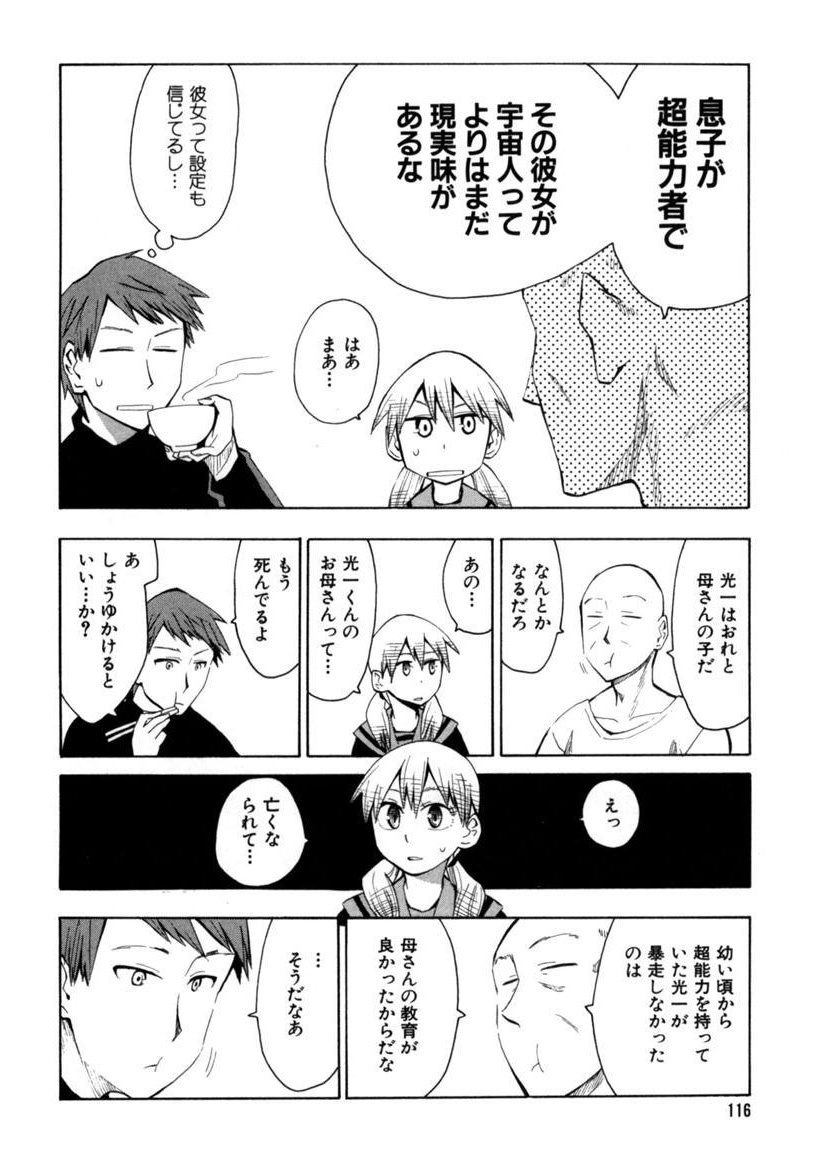 息子が
超能力者で
その彼女が
宇宙人って
よりはまだ
現実味が
あるな
はあ
まあ…
彼女って設定も
信じてるし…
光一はおれと
母さんの子だ
なんとか
なるだろ
あの…
光一くんの
お母さんって…
もう
死んでるよ
あ
しょうゆかけると
いい…か?
えっ
亡くな
られて…
幼い頃から
超能力を持って
いた光一が
暴走しなかった
のは
母さんの教育が
良かったからだな
…
そうだなあ
116